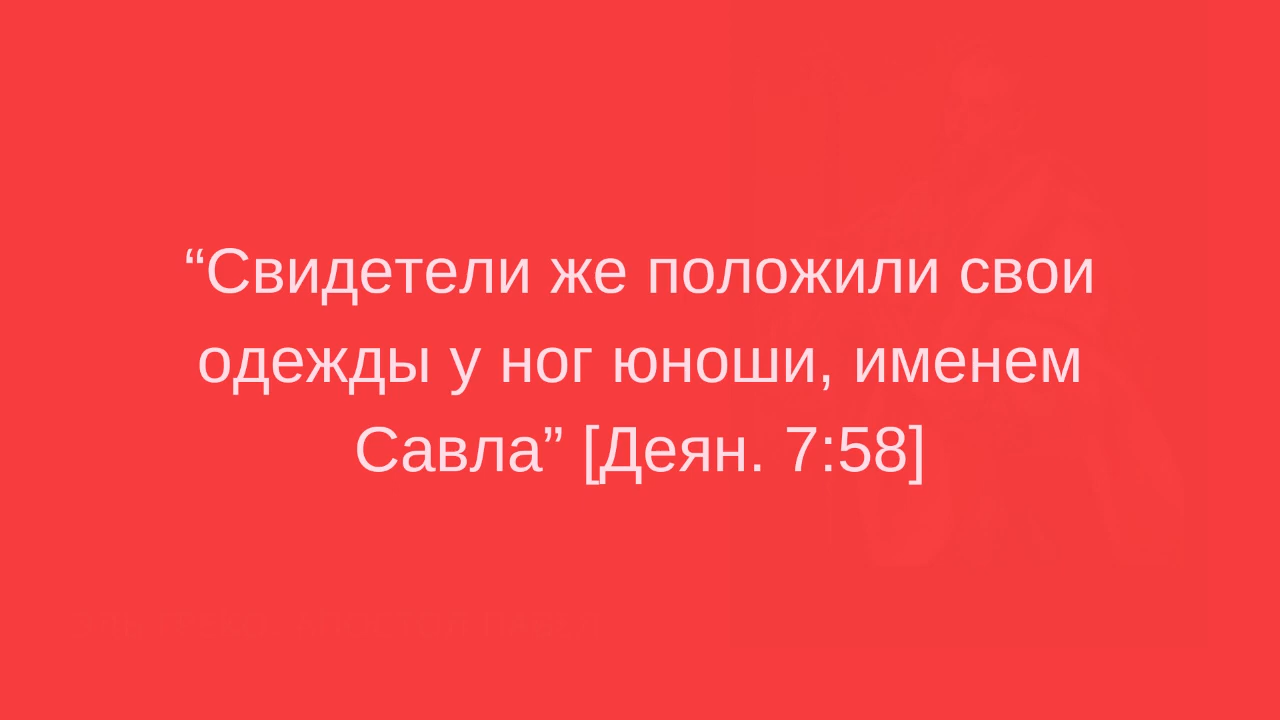 “Свидетели же положили свои
одежды у ног юноши, именем
Савла” [Деян. 7:58]